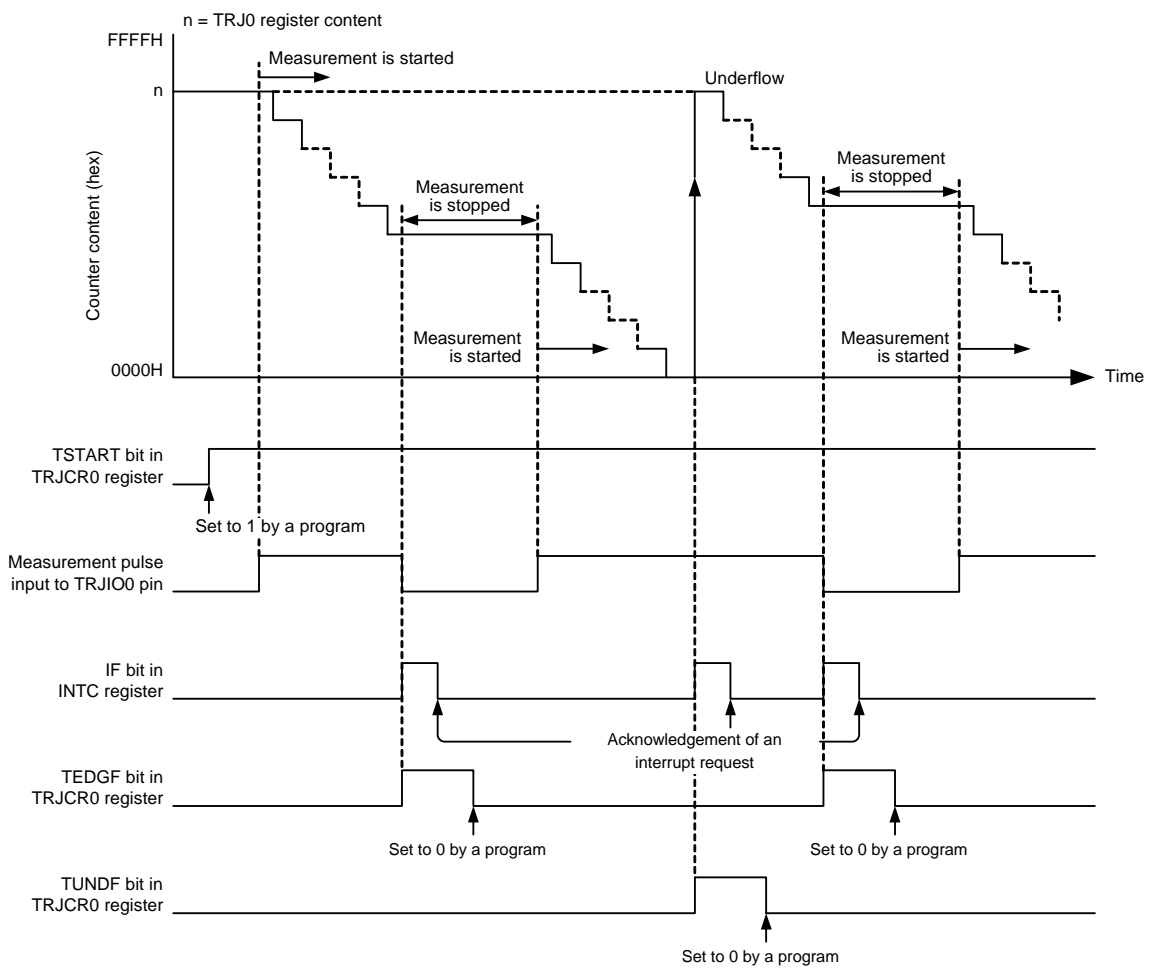 n = TRJ0 register content
FFFFH
Measurement is started
Underflow
n
Counter content (hex)
Measurement
is stopped
Measurement
is stopped
Measurement
is started
Measurement
is started
0000H
Time
TSTART bit in
TRJCR0 register
Set to 1 by a program
Measurement pulse
input to TRJIO0 pin
IF bit in
INTC register
Acknowledgement of an
interrupt request
TEDGF bit in
TRJCR0 register
Set to 0 by a program
Set to 0 by a program
TUNDF bit in
TRJCR0 register
Set to 0 by a program